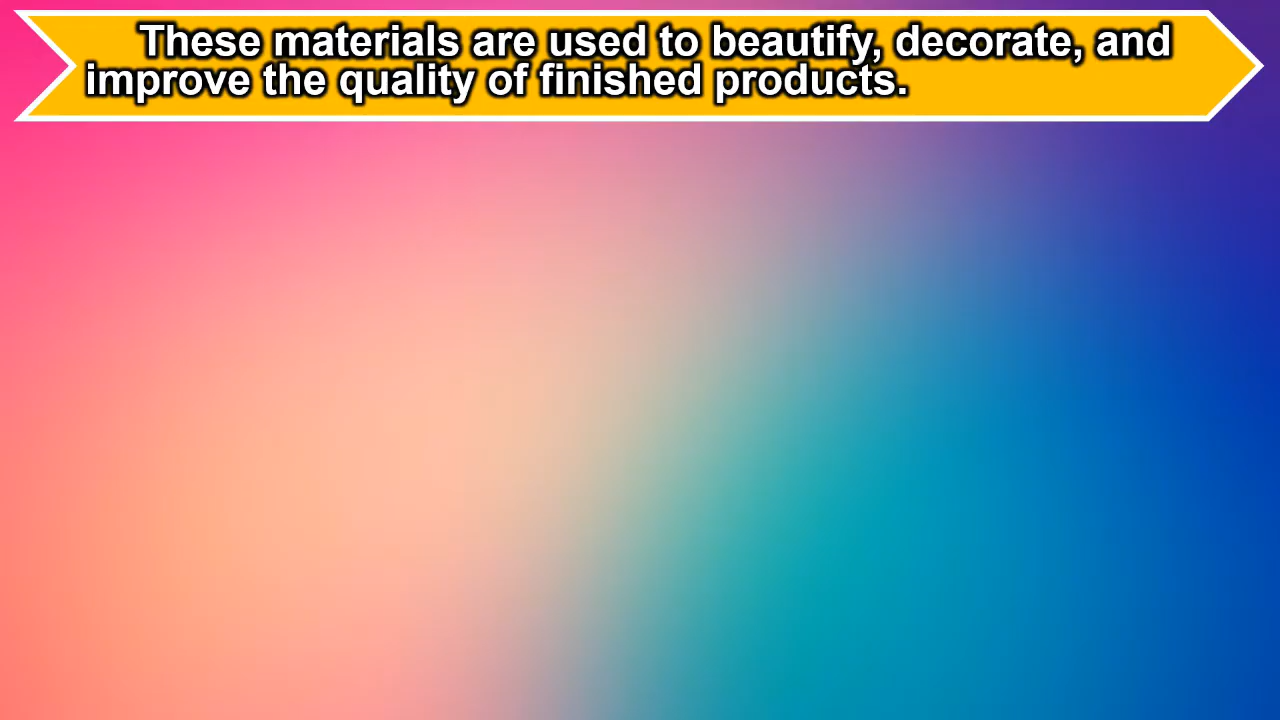 These materials are used to beautify, decorate, and
improve the quality of finished products.